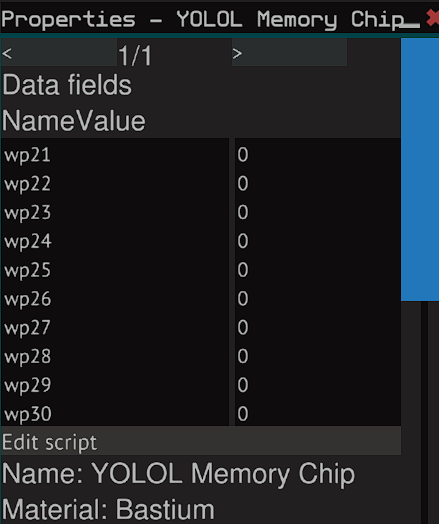 Properties - YOLOL Memory Chip
< 1/1 >
Data fields
NameValue
wp21 0
wp22 0
wp23 0
wp24 0
wp25 0
wp26 0
wp27 0
wp28 0
wp29 0
wp30 0
Edit script
Name: YOLOL Memory Chip
Material: Bastium